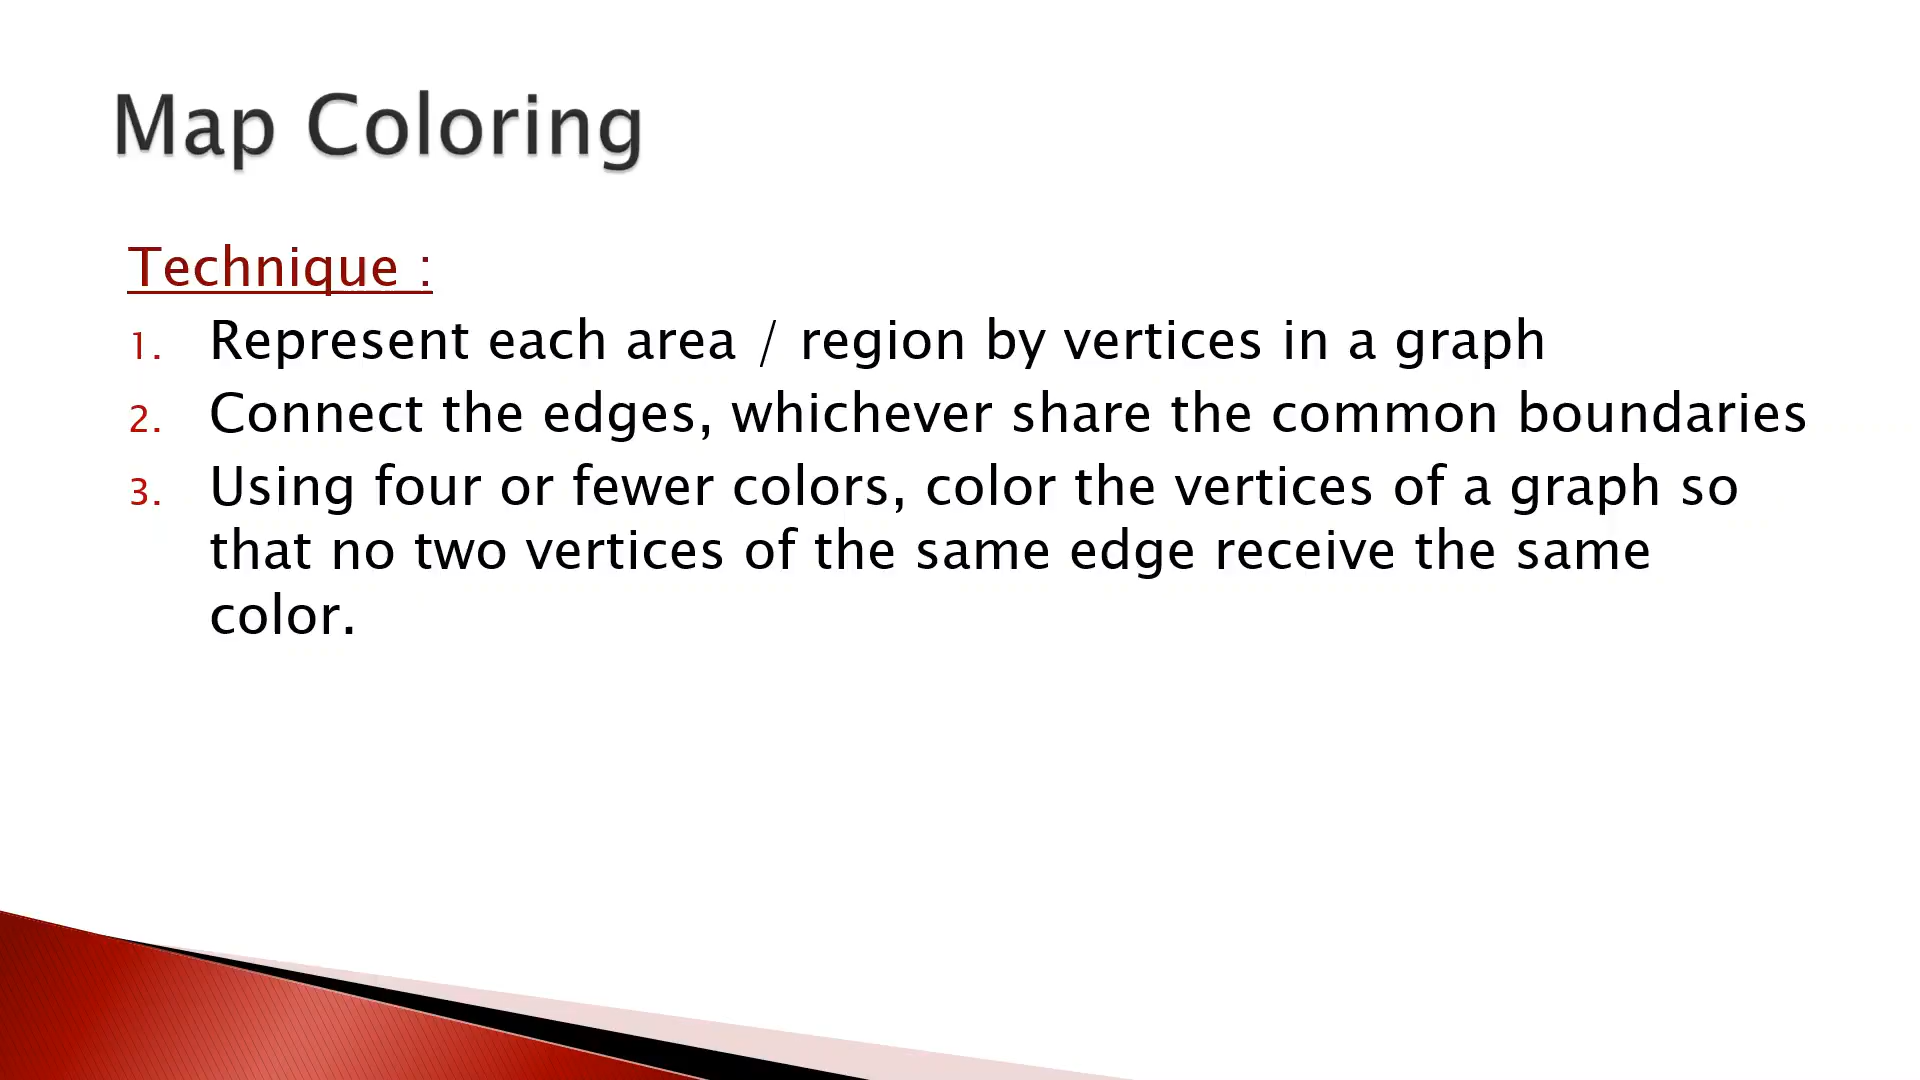 Map Coloring
Technique :
1. Represent each area / region by vertices in a graph
2. Connect the edges, whichever share the common boundaries
3. Using four or fewer colors, color the vertices of a graph so
that no two vertices of the same edge receive the same
color.